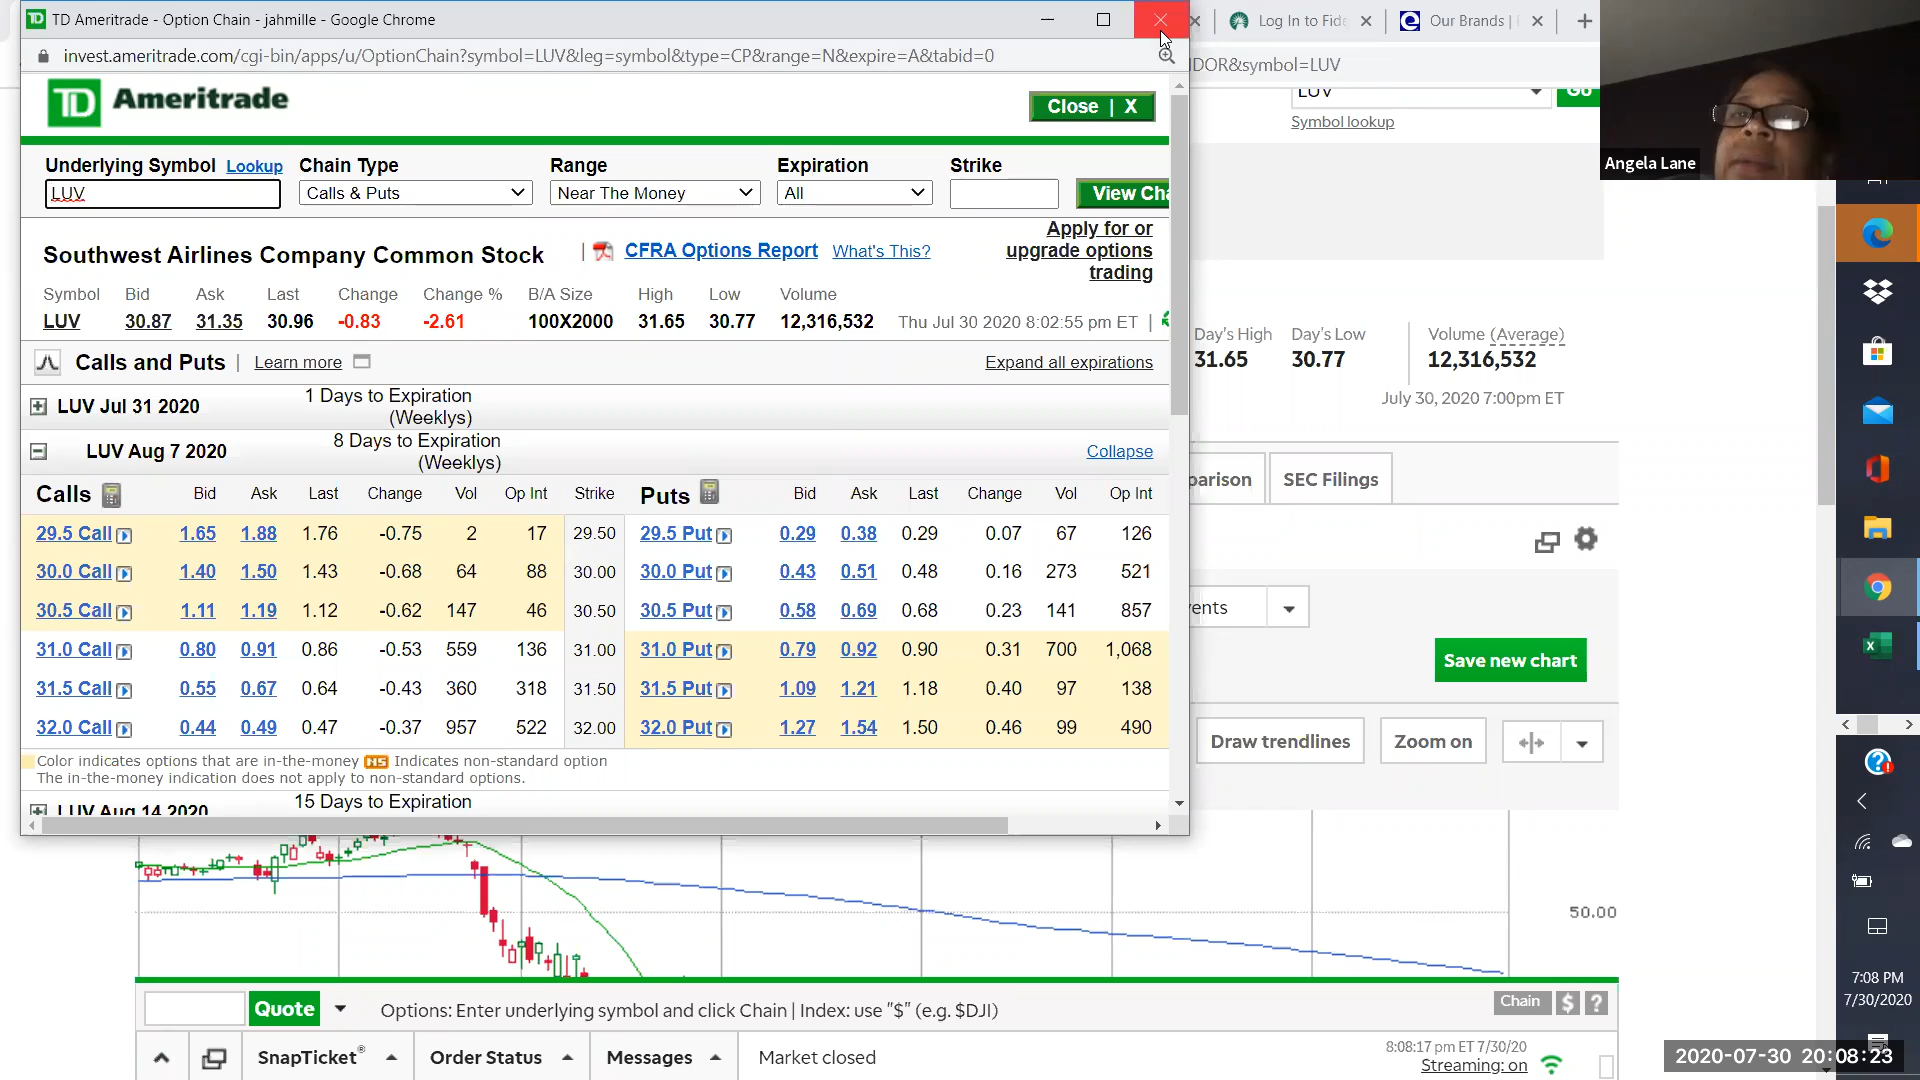 TD Ameritrade - Option Chain - jahmille - Google Chrome
Log In to Fide
Our Brands |
invest.ameritrade.com/cgi-bin/apps/u/OptionChain?symbol=LUV&leg=symbol&type=CP&range=N&expire=A&tabid=0
DOR&symbol=LUV
TD Ameritrade
Close | X
LUV
Go
Symbol lookup
Angela Lane
Underlying Symbol Lookup Chain Type Range Expiration Strike
LUV Calls & Puts Near The Money All View Cha
Southwest Airlines Company Common Stock | CFRA Options Report What's This?
Apply for or
upgrade options
trading
Symbol Bid Ask Last Change Change % B/A Size High Low Volume
LUV 30.87 31.35 30.96 -0.83 -2.61 100X2000 31.65 30.77 12,316,532 Thu Jul 30 2020 8:02:55 pm ET |
Day's High Day's Low Volume (Average)
31.65 30.77 12,316,532
July 30, 2020 7:00pm ET
Calls and Puts | Learn more Expand all expirations
LUV Jul 31 2020 1 Days to Expiration
(Weeklys)
LUV Aug 7 2020 8 Days to Expiration
(Weeklys)
Collapse
parison SEC Filings
Calls Bid Ask Last Change Vol Op Int Strike Puts Bid Ask Last Change Vol Op Int
29.5 Call 1.65 1.88 1.76 -0.75 2 17 29.50 29.5 Put 0.29 0.38 0.29 0.07 67 126
30.0 Call 1.40 1.50 1.43 -0.68 64 88 30.00 30.0 Put 0.43 0.51 0.48 0.16 273 521
30.5 Call 1.11 1.19 1.12 -0.62 147 46 30.50 30.5 Put 0.58 0.69 0.68 0.23 141 857
31.0 Call 0.80 0.91 0.86 -0.53 559 136 31.00 31.0 Put 0.79 0.92 0.90 0.31 700 1,068
31.5 Call 0.55 0.67 0.64 -0.43 360 318 31.50 31.5 Put 1.09 1.21 1.18 0.40 97 138
32.0 Call 0.44 0.49 0.47 -0.37 957 522 32.00 32.0 Put 1.27 1.54 1.50 0.46 99 490
vents
Save new chart
Draw trendlines Zoom on
Color indicates options that are in-the-money NS Indicates non-standard option
The in-the-money indication does not apply to non-standard options.
LUV Aug 14 2020 15 Days to Expiration
50.00
Quote Options: Enter underlying symbol and click Chain | Index: use "$" (e.g. $DJI) Chain $ ?
SnapTicket® Order Status Messages Market closed
8:08:17 pm ET 7/30/20
Streaming: on
7:08 PM
7/30/2020
2020-07-30 20:08:23